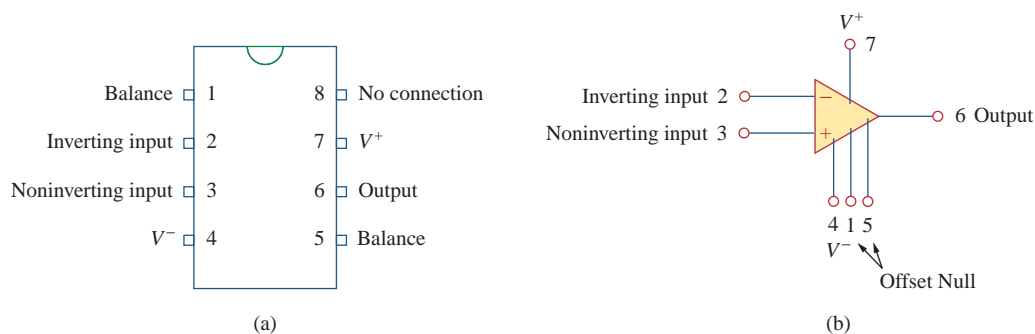 Balance 1 8 No connection
Inverting input 2 7 V⁺
Noninverting input 3 6 Output
V⁻ 4 5 Balance
(a)
V⁺
7
Inverting input 2 −
Noninverting input 3 +
6 Output
4 1 5
V⁻
Offset Null
(b)